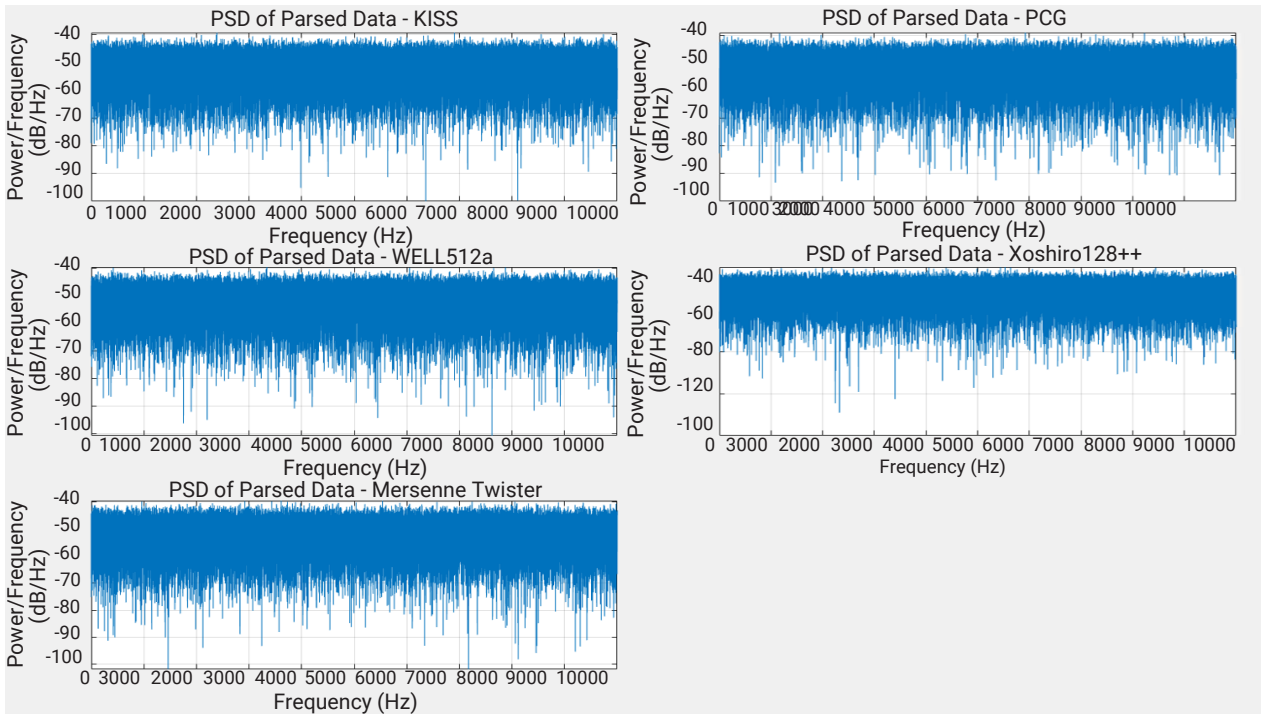 PSD of Parsed Data - KISS
Power/Frequency
(dB/Hz)
-40
-50
-60
-70
-80
-90
-100
0 1000 2000 3000 4000 5000 6000 7000 8000 9000 10000
Frequency (Hz)
PSD of Parsed Data - PCG
Power/Frequency
(dB/Hz)
-40
-50
-60
-70
-80
-90
-100
0 1000 2000 3000 4000 5000 6000 7000 8000 9000 10000
Frequency (Hz)
PSD of Parsed Data - WELL512a
Power/Frequency
(dB/Hz)
-40
-50
-60
-70
-80
-90
-100
0 1000 2000 3000 4000 5000 6000 7000 8000 9000 10000
Frequency (Hz)
PSD of Parsed Data - Xoshiro128++
Power/Frequency
(dB/Hz)
-40
-60
-80
-120
-100
0 3000 4000 5000 6000 7000 8000 9000 10000
Frequency (Hz)
PSD of Parsed Data - Mersenne Twister
Power/Frequency
(dB/Hz)
-40
-50
-60
-70
-80
-90
-100
0 3000 4000 5000 6000 7000 8000 9000 10000
Frequency (Hz)